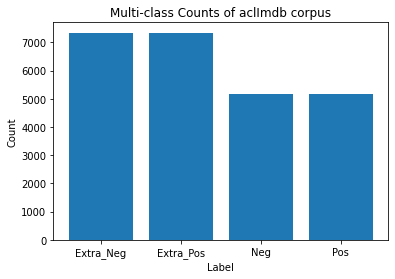 Multi-class Counts of aclImdb corpus
7000
6000
5000
4000
3000
2000
1000
0
Count
Extra_Neg Extra_Pos Neg Pos
Label